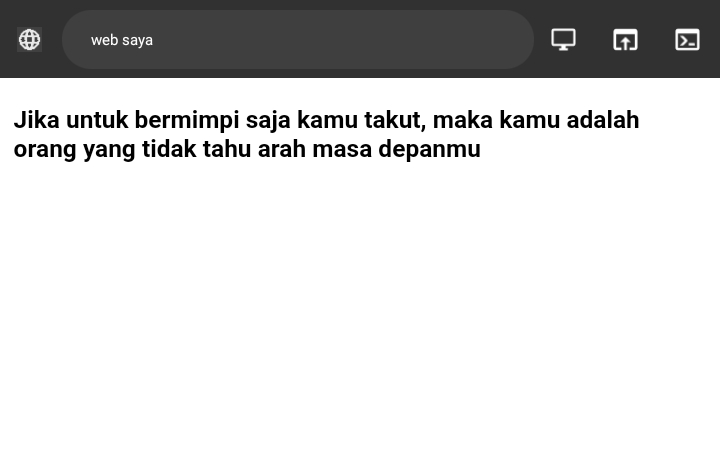 web saya
Jika untuk bermimpi saja kamu takut, maka kamu adalah
orang yang tidak tahu arah masa depanmu